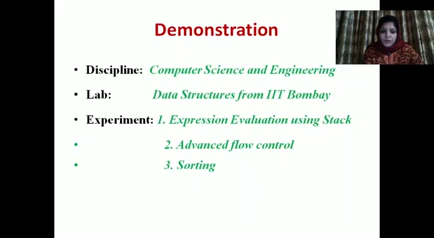 Demonstration
• Discipline: Computer Science and Engineering
• Lab: Data Structures from IIT Bombay
• Experiment: 1. Expression Evaluation using Stack
• 2. Advanced flow control
• 3. Sorting